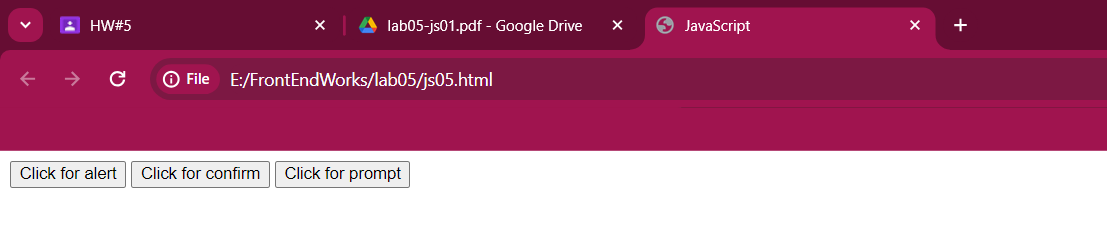 HW#5 lab05-js01.pdf - Google Drive JavaScript
File E:/FrontEndWorks/lab05/js05.html
Click for alert Click for confirm Click for prompt